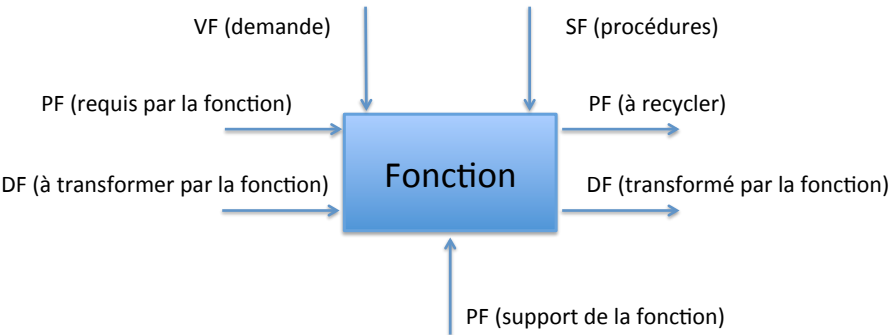 VF (demande)
SF (procédures)
PF (requis par la fonction)
PF (à recycler)
Fonction
DF (à transformer par la fonction)
DF (transformé par la fonction)
PF (support de la fonction)